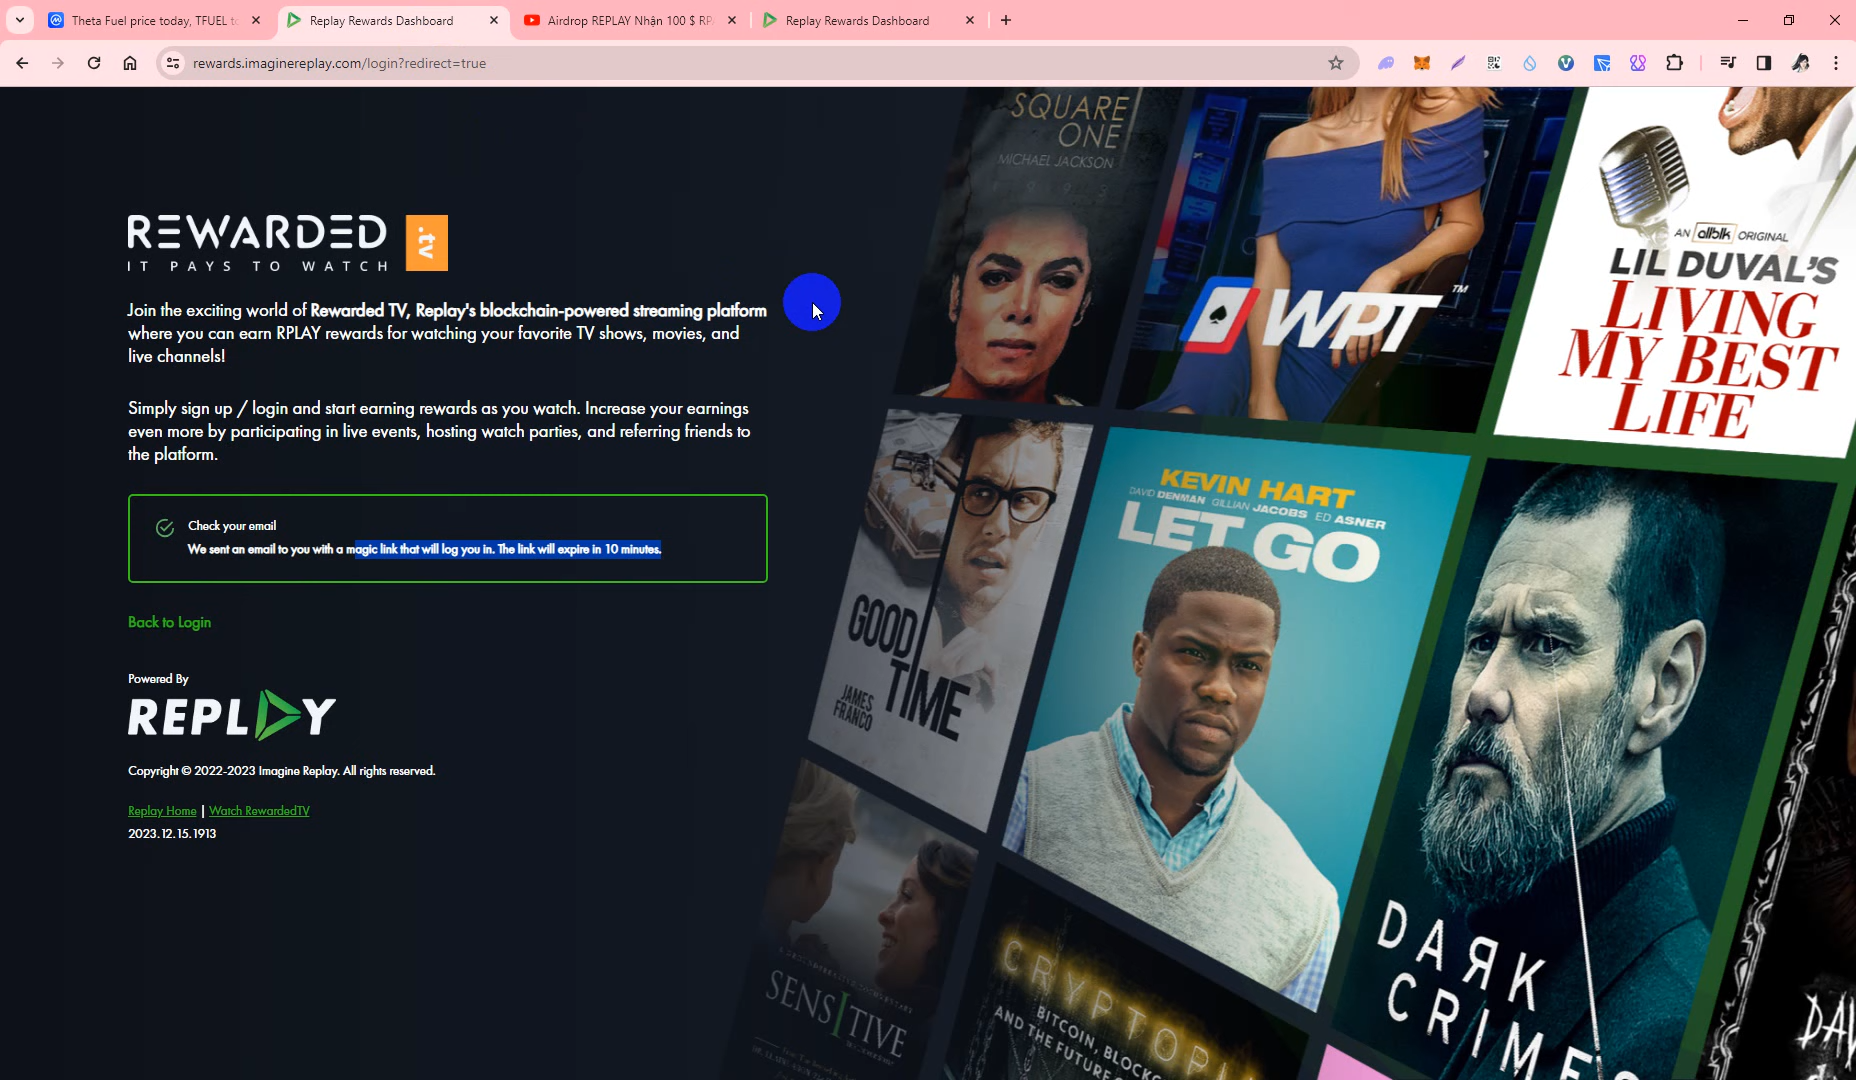 Theta Fuel price today, TFUEL to
Replay Rewards Dashboard
Airdrop REPLAY Nhận 100 $ RP
Replay Rewards Dashboard
rewards.imaginereplay.com/login?redirect=true
REWARDED .tv
IT PAYS TO WATCH
Join the exciting world of Rewarded TV, Replay's blockchain-powered streaming platform
where you can earn RPLAY rewards for watching your favorite TV shows, movies, and
live channels!
Simply sign up / login and start earning rewards as you watch. Increase your earnings
even more by participating in live events, hosting watch parties, and referring friends to
the platform.
Check your email
We sent an email to you with a magic link that will log you in. The link will expire in 10 minutes.
Back to Login
Powered By
REPLAY
Copyright © 2022-2023 Imagine Replay. All rights reserved.
Replay Home | Watch RewardedTV
2023.12.15.1913
SQUARE
ONE
MICHAEL JACKSON
WPT™
AN allblk ORIGINAL
LIL DUVAL'S
LIVING
MY BEST
LIFE
GOOD
TIME
JAMES
FRANCO
KEVIN HART
DAVID DENMAN GILLIAN JACOBS ED ASNER
LET GO
DARK
CRIMES
SENSITIVE
CRYPTOPIA
BITCOIN, BLOCKC
AND THE FUTURE
DAV